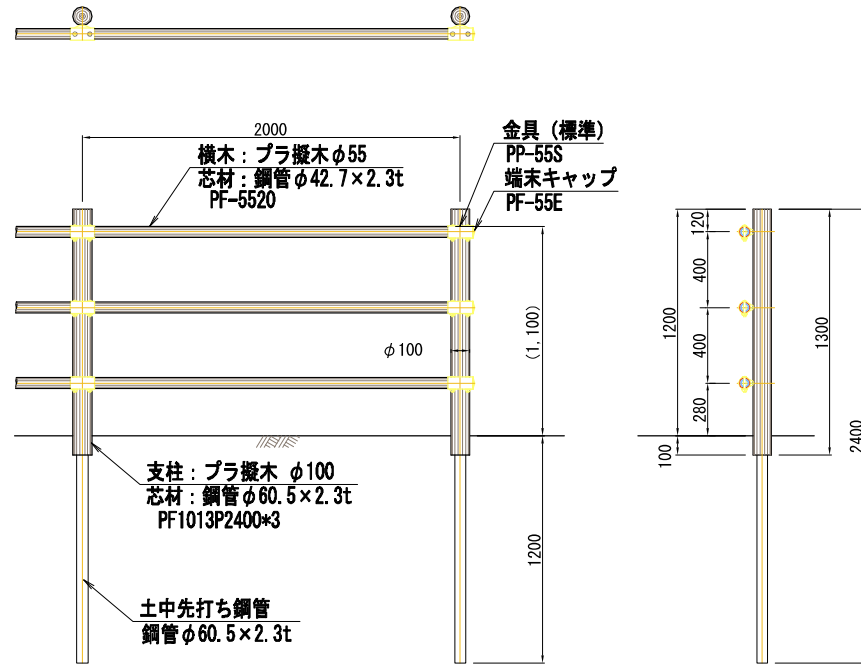 2000
横木：プラ擬木φ55
芯材：鋼管φ42.7×2.3t
PF-5520
金具（標準）
PP-55S
端末キャップ
PF-55E
φ100
(1.100)
1200
支柱：プラ擬木 φ100
芯材：鋼管φ60.5×2.3t
PF1013P2400*3
土中先打ち鋼管
鋼管φ60.5×2.3t
120
400
400
280
1200
100
1300
2400